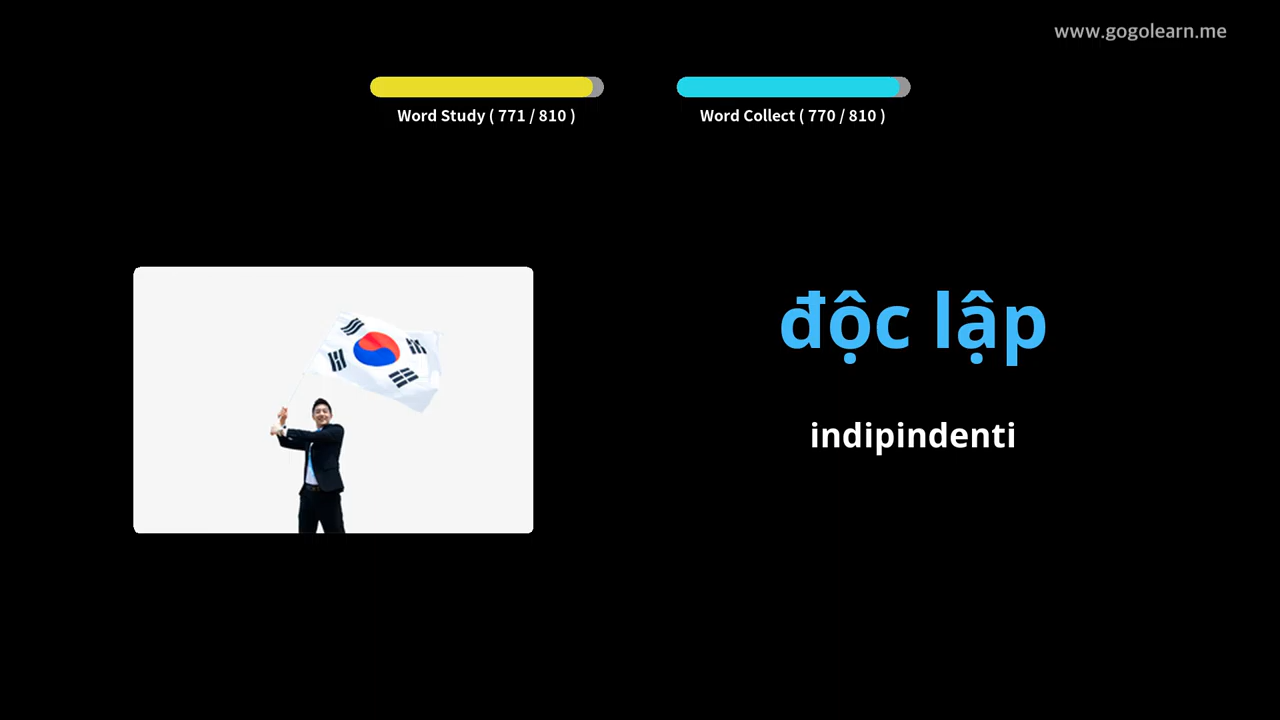 www.gogolearn.me
Word Study ( 771 / 810 )
Word Collect ( 770 / 810 )
độc lập
indipindenti